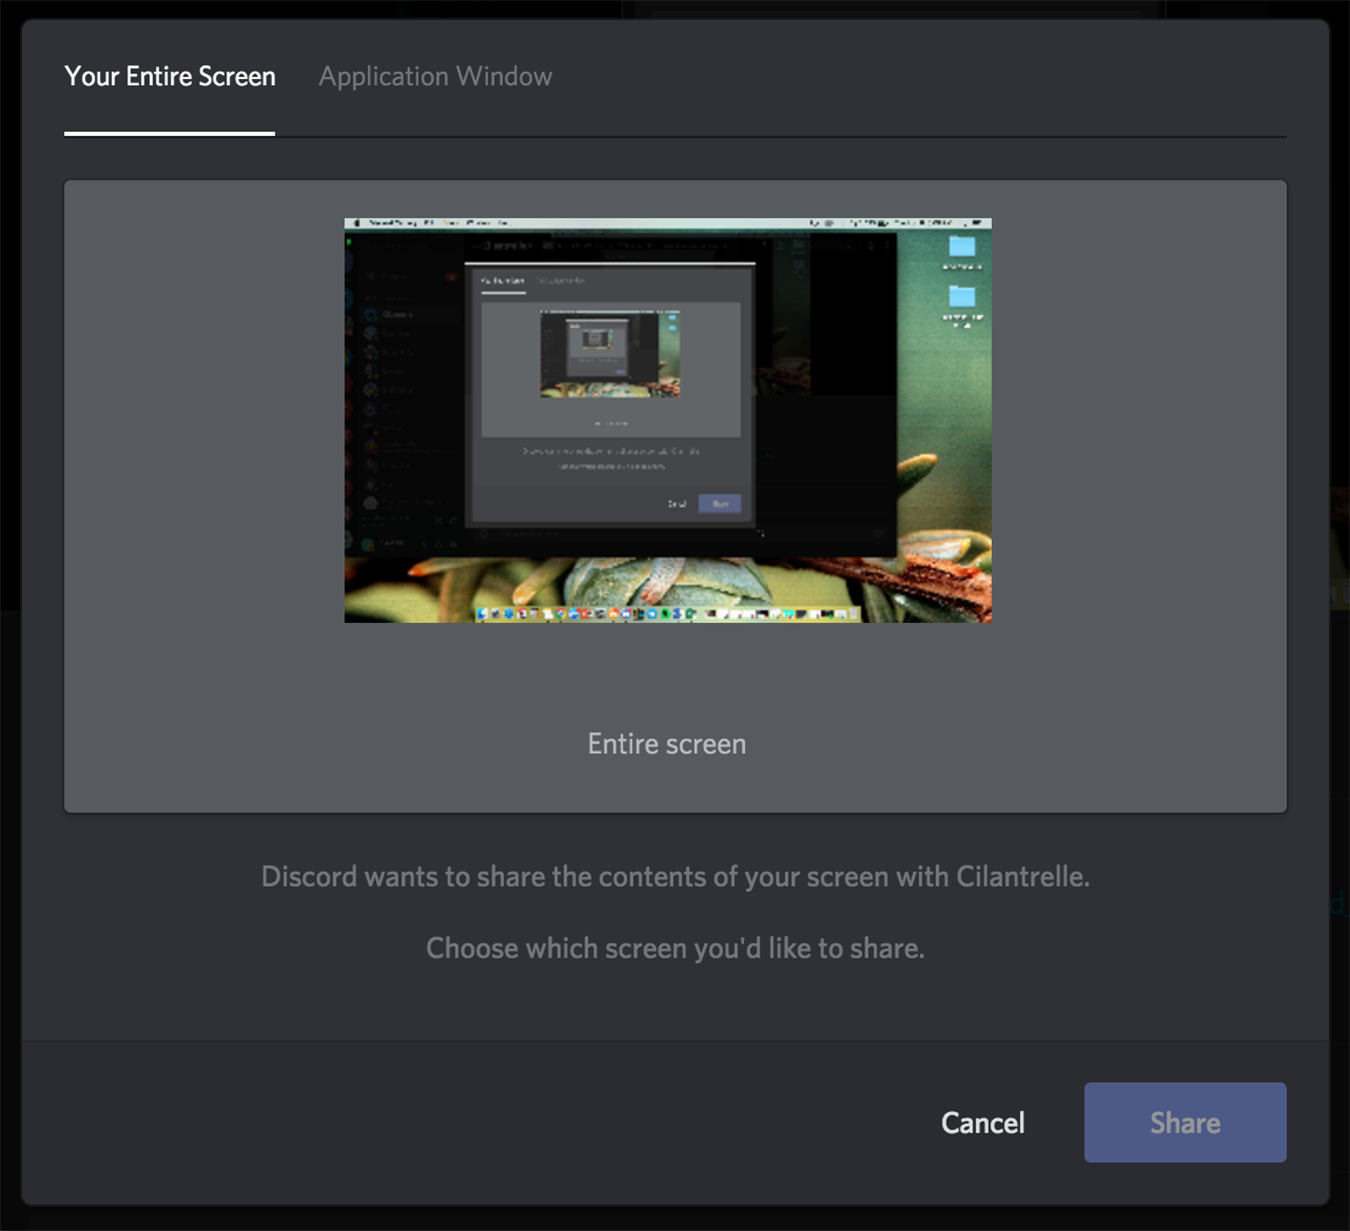 Your Entire Screen
Application Window
Entire screen
Discord wants to share the contents of your screen with Cilantrelle.
Choose which screen you'd like to share.
Cancel
Share